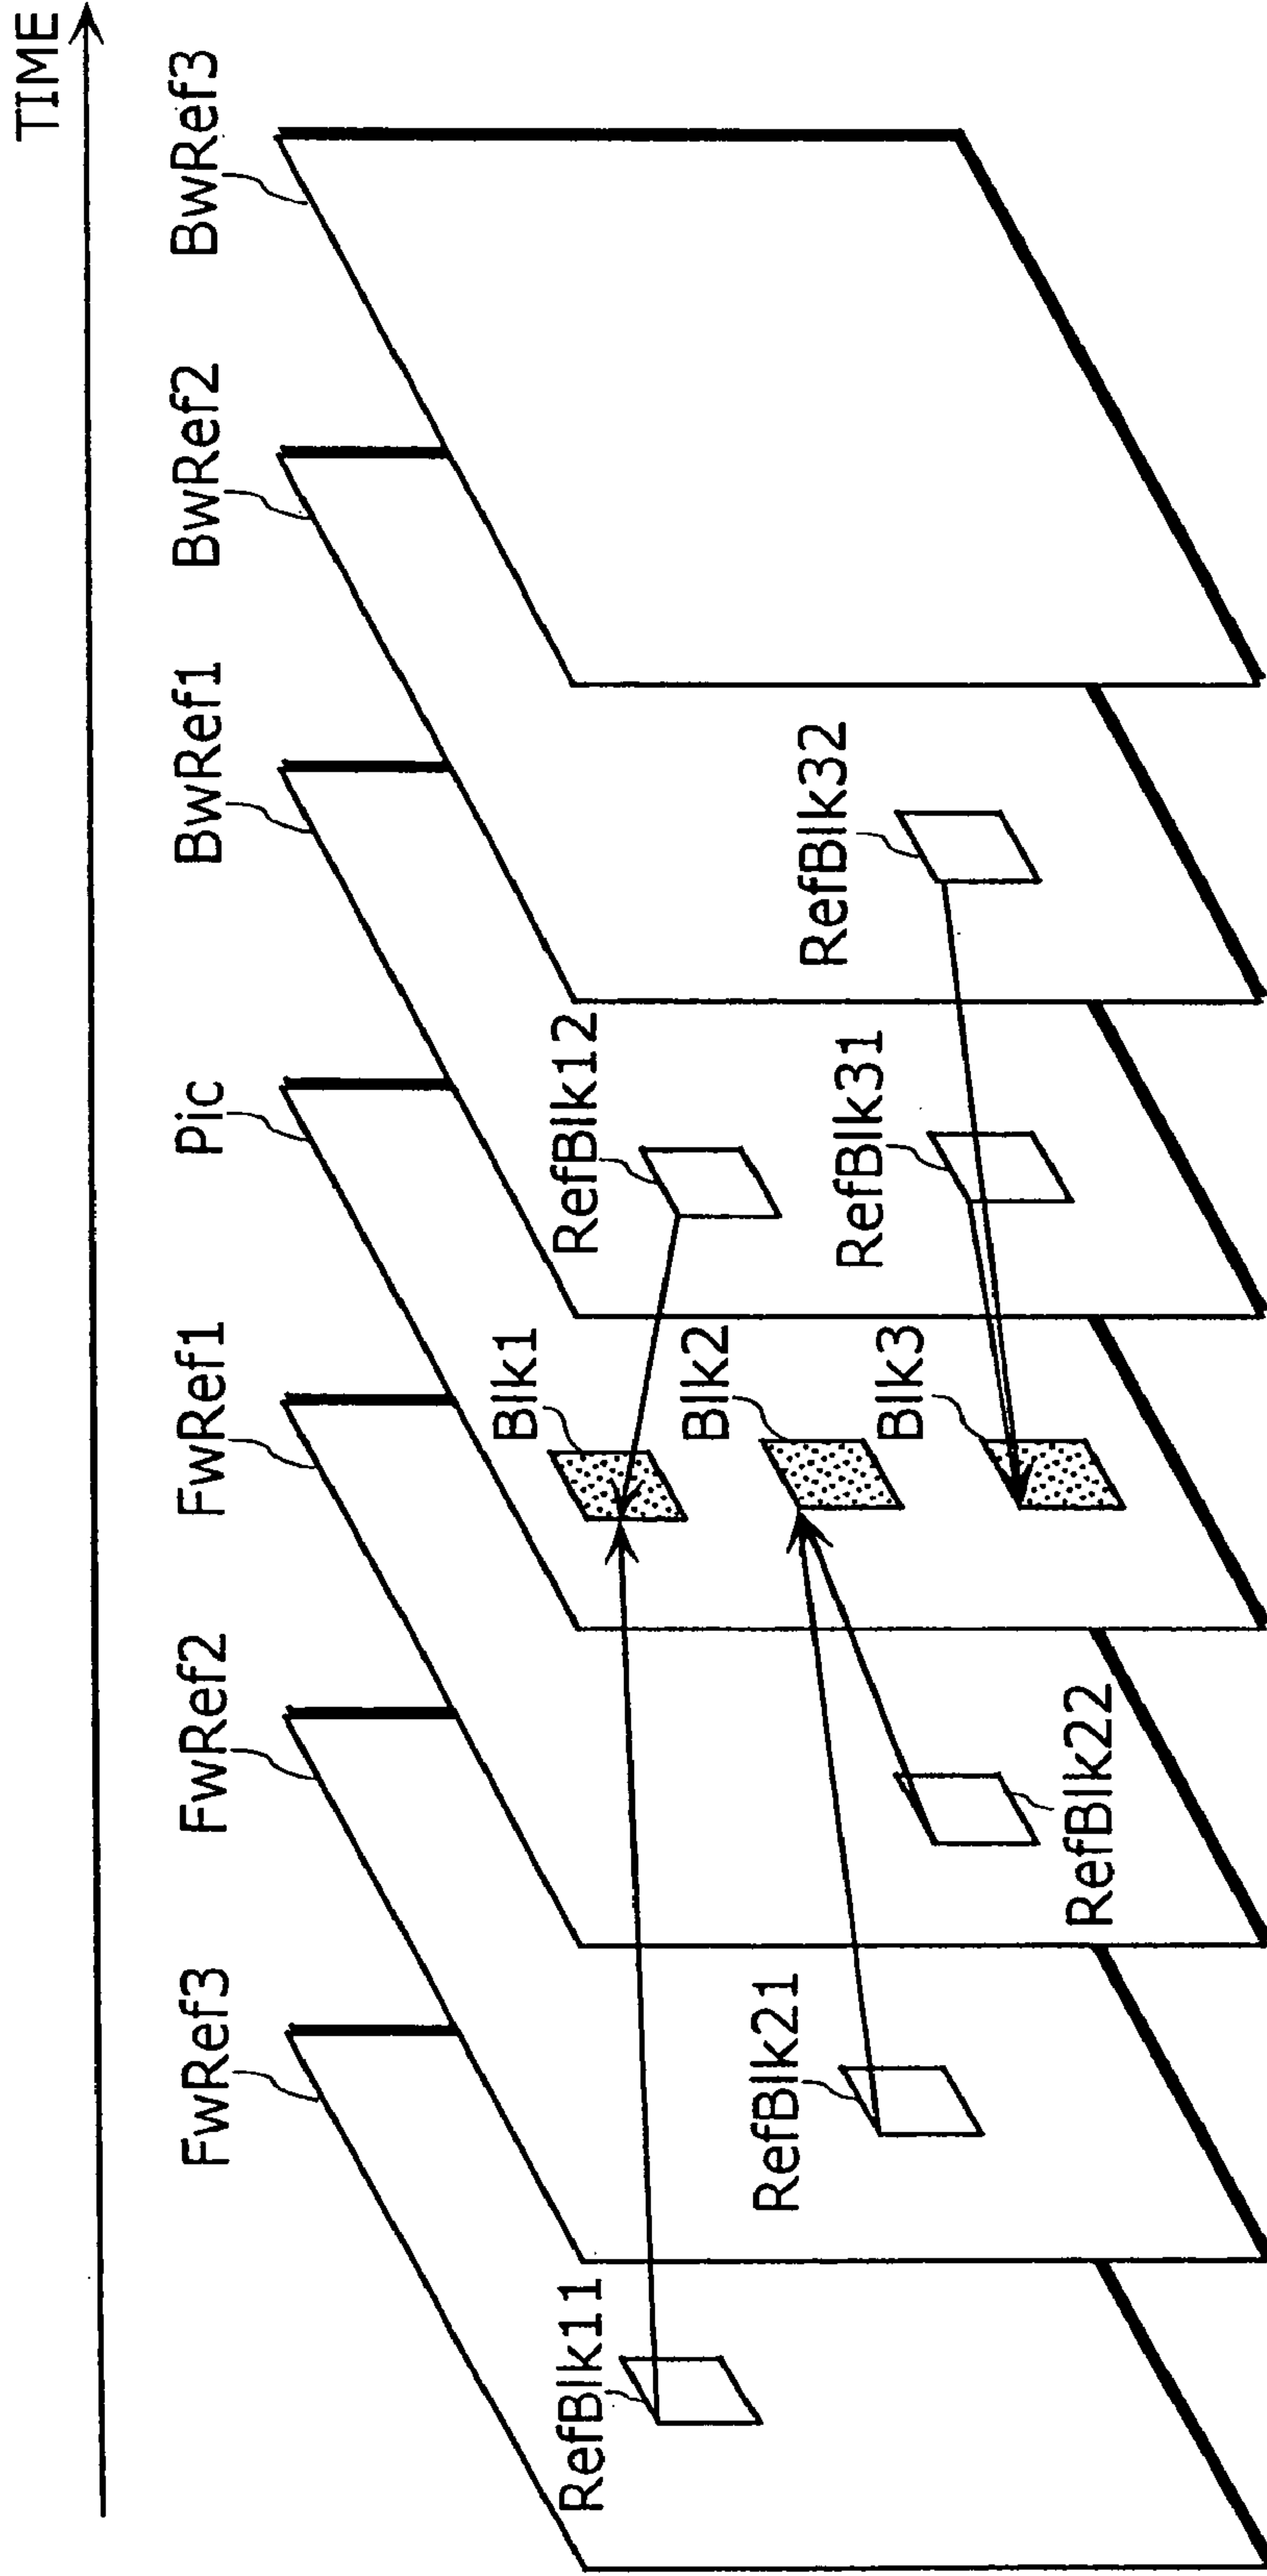 TIME
FwRef3
FwRef2
FwRef1
Pic
BwRef1
BwRef2
BwRef3
RefBlk11
Blk1
RefBlk12
RefBlk21
Blk2
RefBlk32
Blk3
RefBlk31
RefBlk22